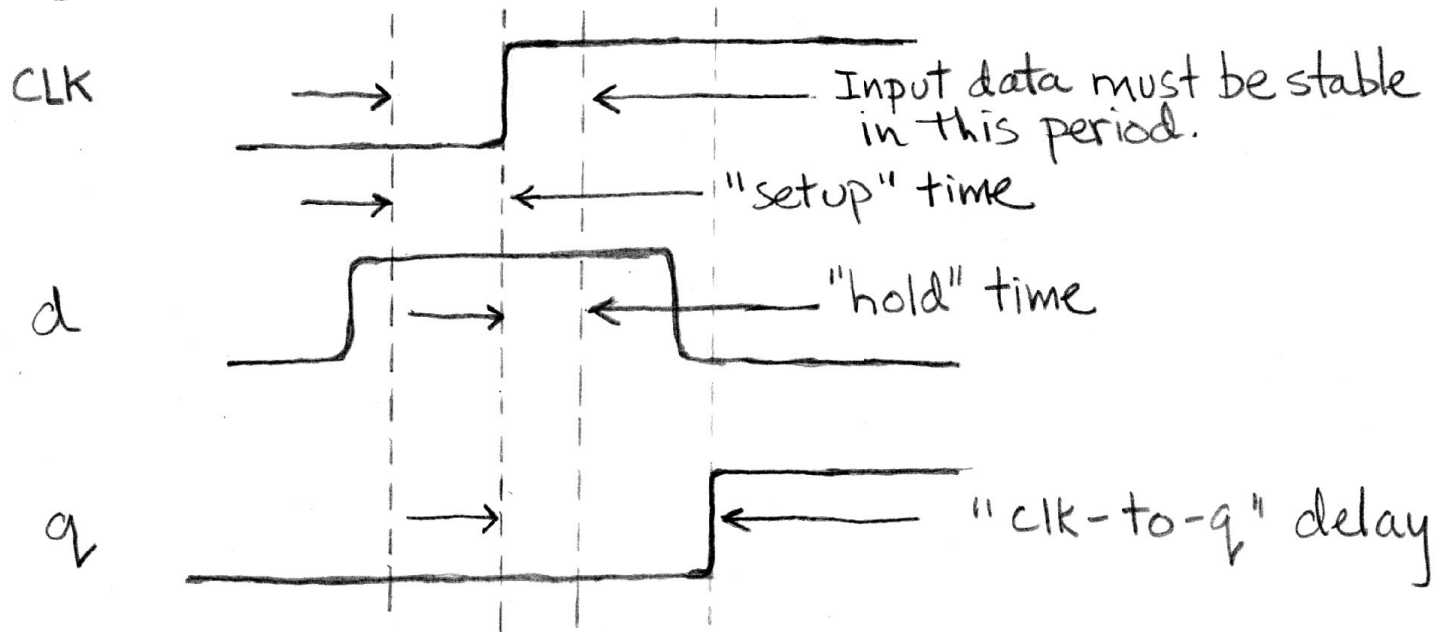 CLK
Input data must be stable
in this period.
"setup" time
d
"hold" time
q
"clk-to-q" delay